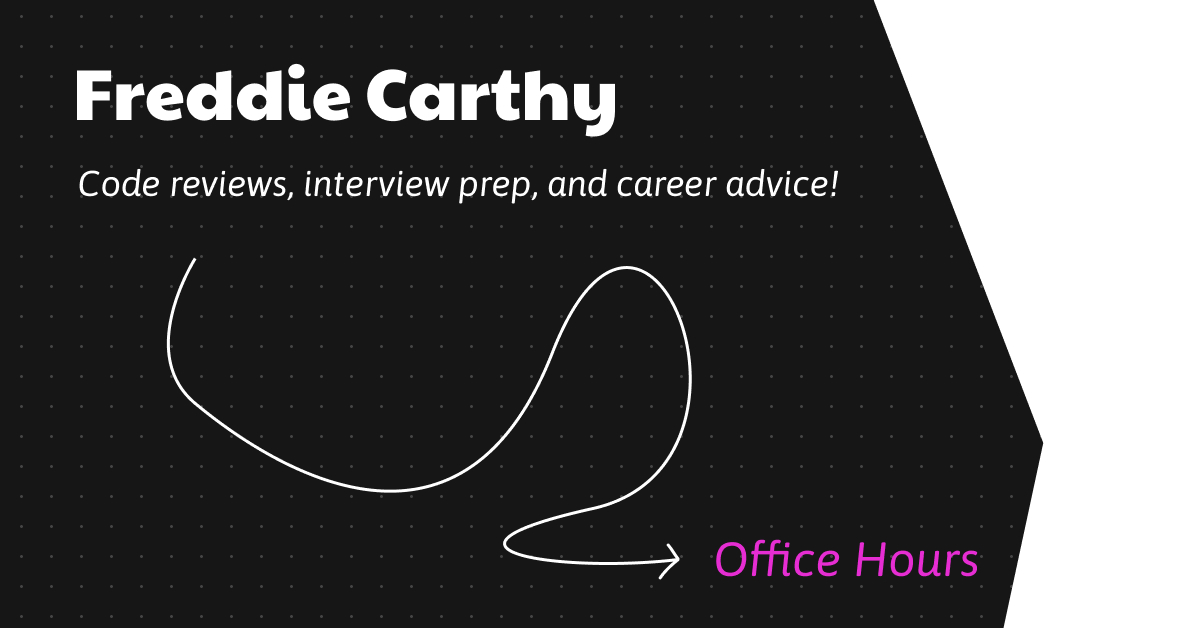 Freddie Carthy
Code reviews, interview prep, and career advice!
Office Hours